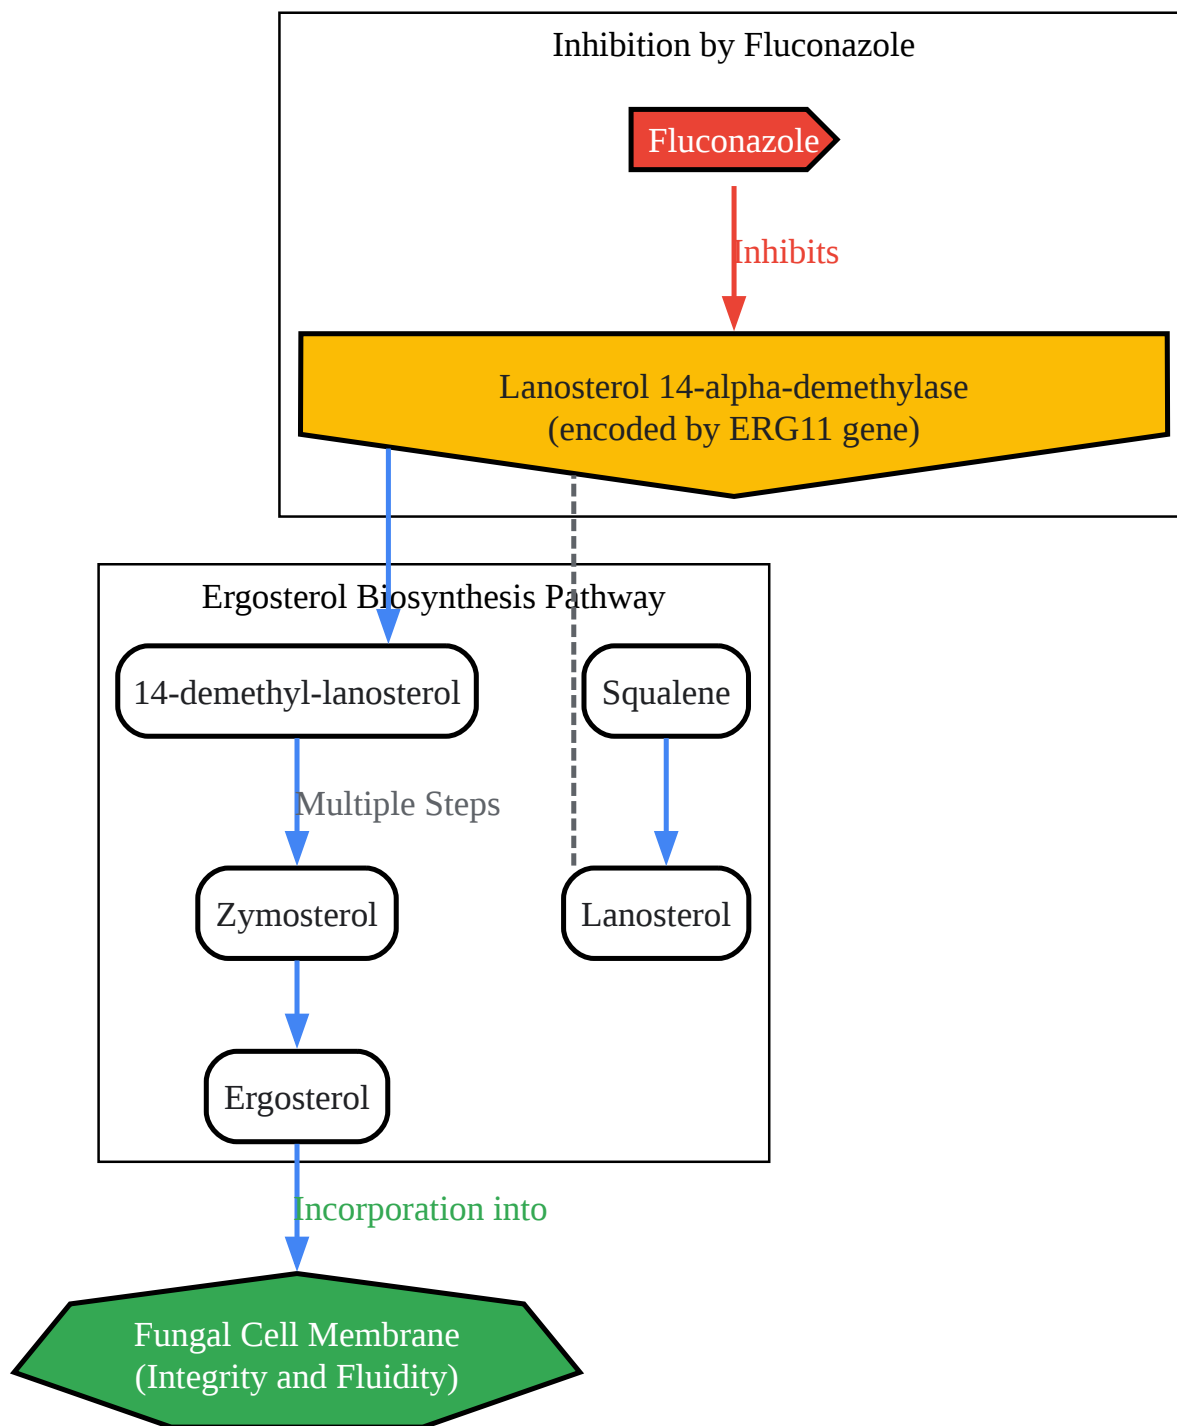 Inhibition by Fluconazole
Fluconazole
Inhibits
Lanosterol 14-alpha-demethylase
(encoded by ERG11 gene)
Ergosterol Biosynthesis Pathway
14-demethyl-lanosterol
Squalene
Multiple Steps
Zymosterol
Lanosterol
Ergosterol
Incorporation into
Fungal Cell Membrane
(Integrity and Fluidity)